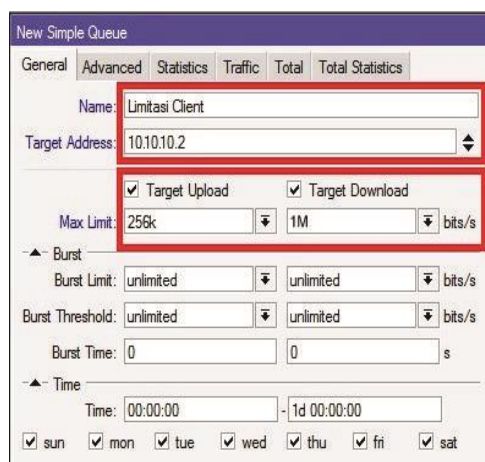 New Simple Queue
General Advanced Statistics Traffic Total Total Statistics
Name: Limitasi Client
Target Address: 10.10.10.2
Target Upload Target Download
Max Limit: 256k 1M bits/s
Burst
Burst Limit: unlimited unlimited bits/s
Burst Threshold: unlimited unlimited bits/s
Burst Time: 0 0 s
Time
Time: 00:00:00 - 1d 00:00:00
sun mon tue wed thu fri sat